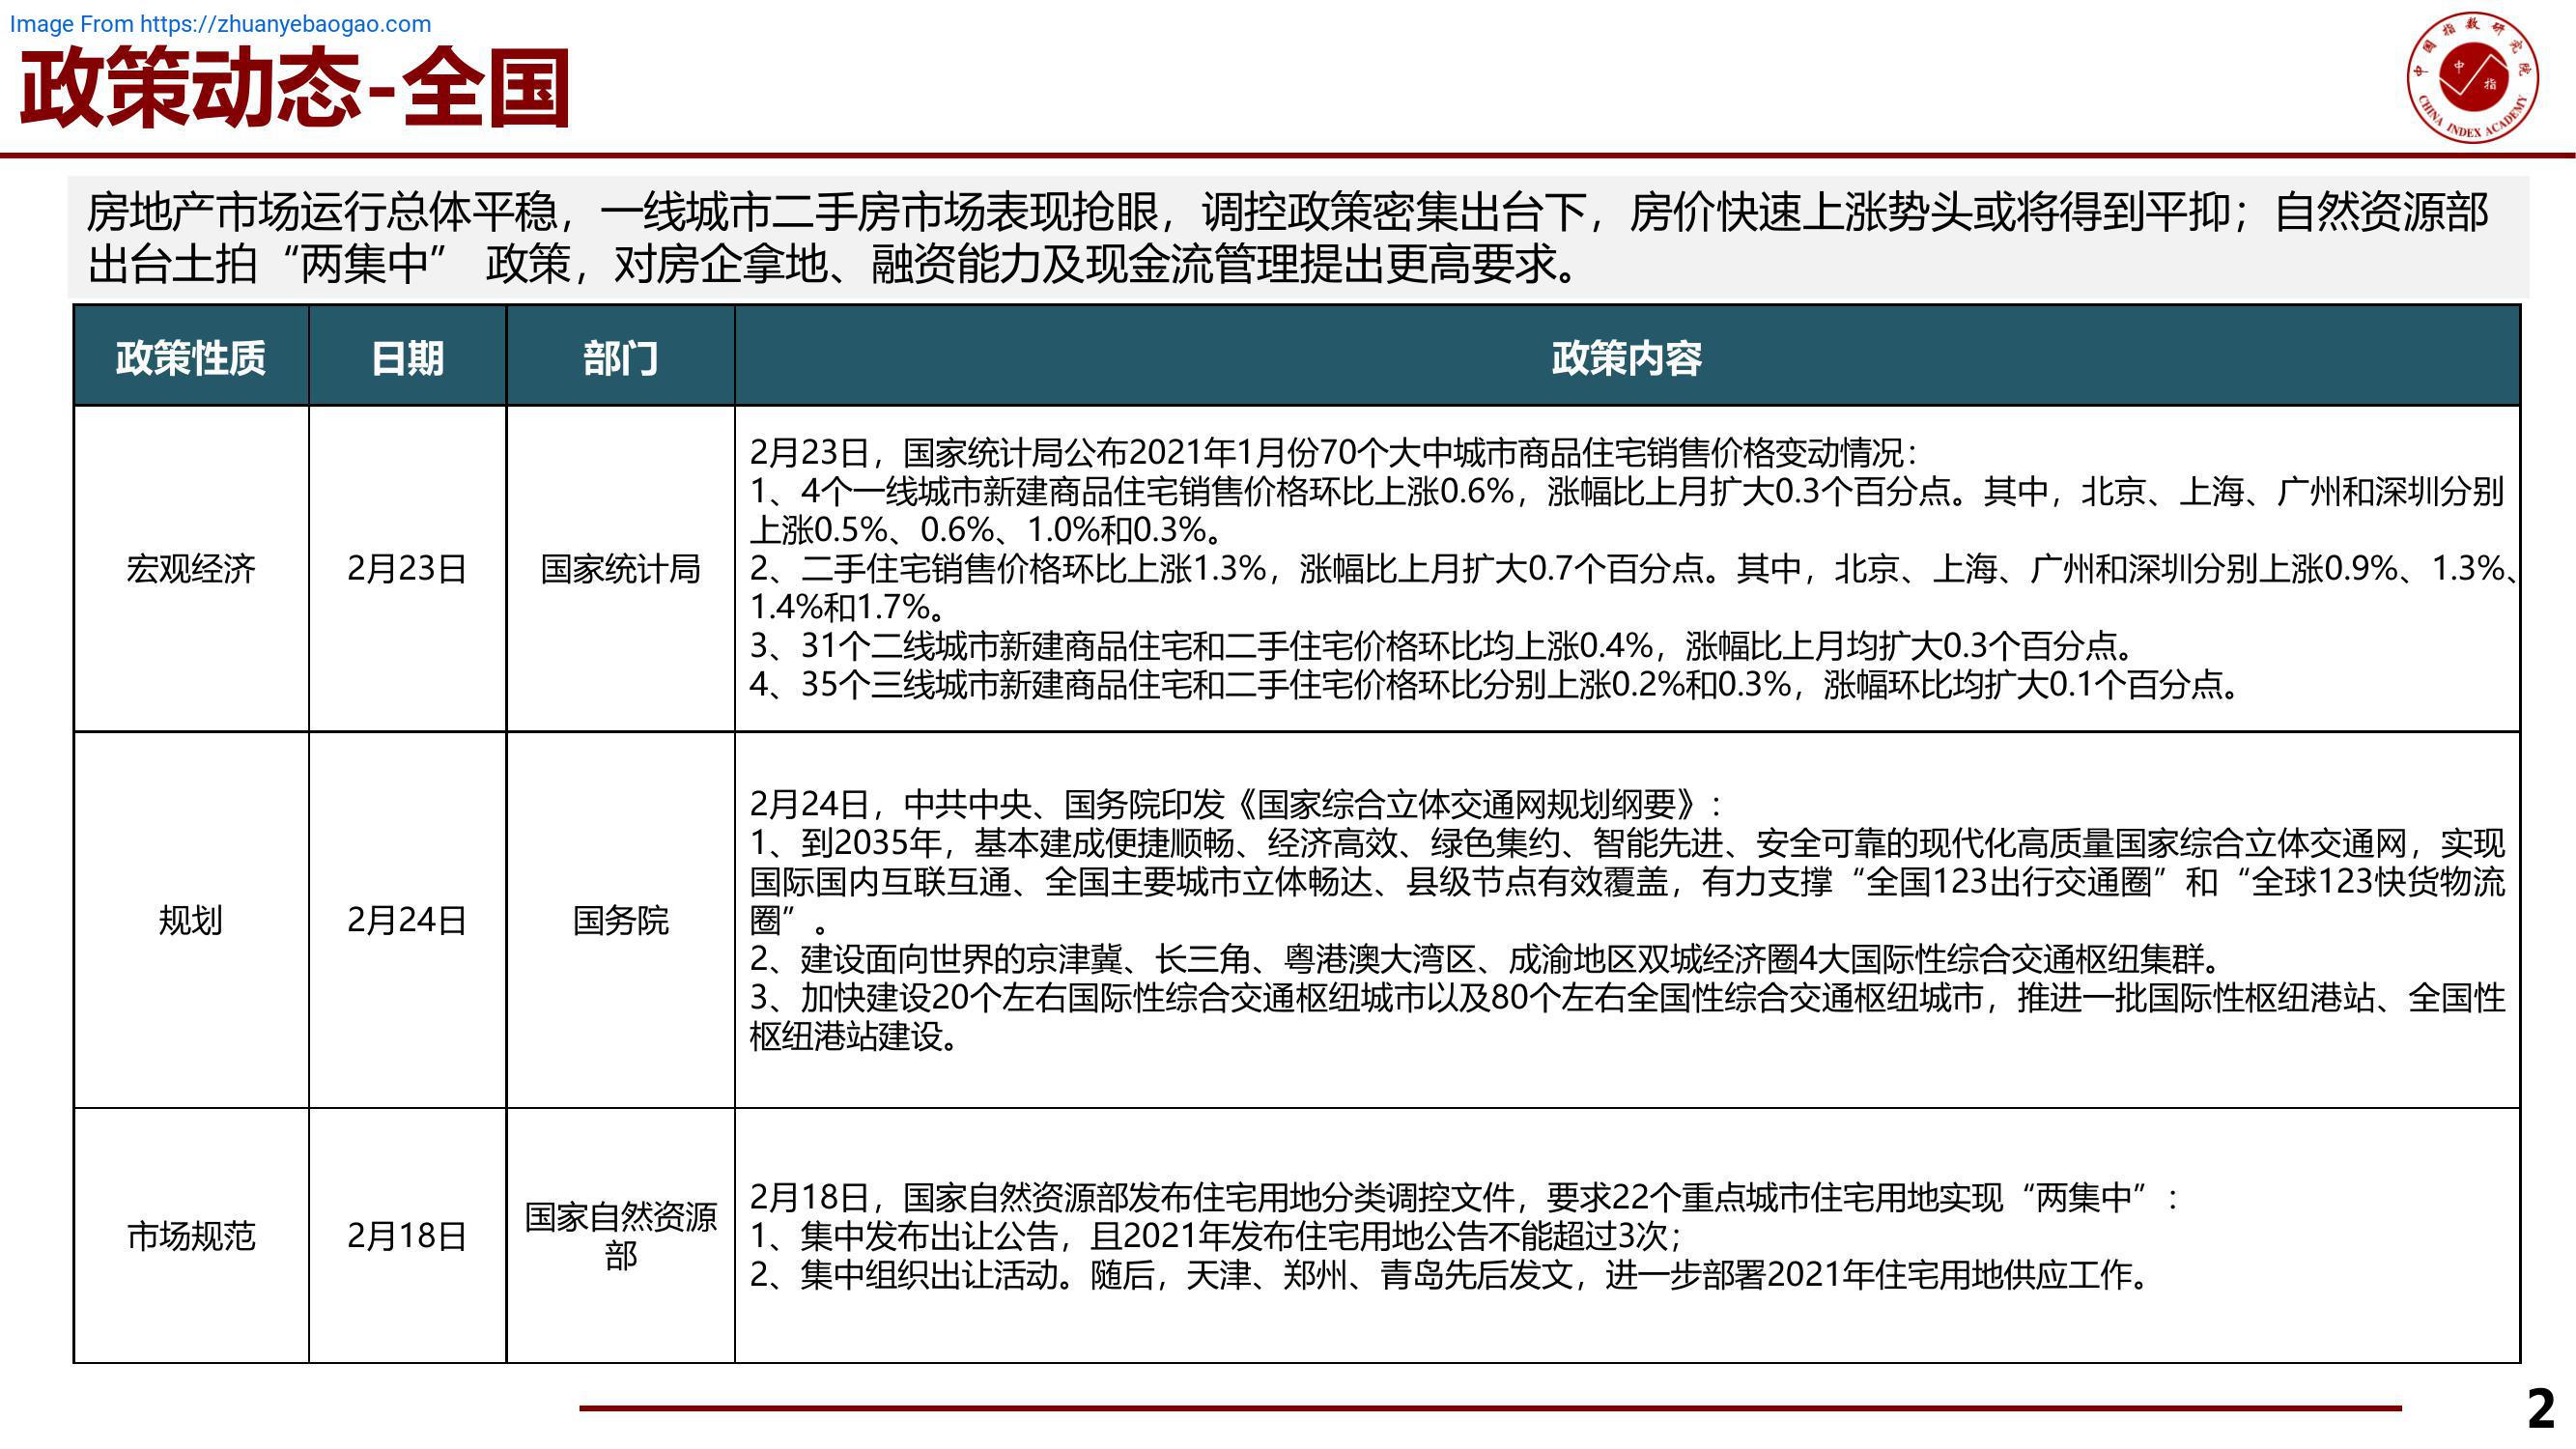 Image From https://zhuanyebaogao.com
政策动态-全国
中国指数研究院
中
指
CHINA INDEX ACADEMY
房地产市场运行总体平稳，一线城市二手房市场表现抢眼，调控政策密集出台下，房价快速上涨势头或将得到平抑；自然资源部
出台土拍“两集中” 政策，对房企拿地、融资能力及现金流管理提出更高要求。
政策性质
日期
部门
政策内容
宏观经济
2月23日
国家统计局
2月23日，国家统计局公布2021年1月份70个大中城市商品住宅销售价格变动情况：
1、4个一线城市新建商品住宅销售价格环比上涨0.6%，涨幅比上月扩大0.3个百分点。其中，北京、上海、广州和深圳分别
上涨0.5%、0.6%、1.0%和0.3%。
2、二手住宅销售价格环比上涨1.3%，涨幅比上月扩大0.7个百分点。其中，北京、上海、广州和深圳分别上涨0.9%、1.3%、
1.4%和1.7%。
3、31个二线城市新建商品住宅和二手住宅价格环比均上涨0.4%，涨幅比上月均扩大0.3个百分点。
4、35个三线城市新建商品住宅和二手住宅价格环比分别上涨0.2%和0.3%，涨幅环比均扩大0.1个百分点。
规划
2月24日
国务院
2月24日，中共中央、国务院印发《国家综合立体交通网规划纲要》：
1、到2035年，基本建成便捷顺畅、经济高效、绿色集约、智能先进、安全可靠的现代化高质量国家综合立体交通网，实现
国际国内互联互通、全国主要城市立体畅达、县级节点有效覆盖，有力支撑“全国123出行交通圈”和“全球123快货物流
圈”。
2、建设面向世界的京津冀、长三角、粤港澳大湾区、成渝地区双城经济圈4大国际性综合交通枢纽集群。
3、加快建设20个左右国际性综合交通枢纽城市以及80个左右全国性综合交通枢纽城市，推进一批国际性枢纽港站、全国性
枢纽港站建设。
市场规范
2月18日
国家自然资源
部
2月18日，国家自然资源部发布住宅用地分类调控文件，要求22个重点城市住宅用地实现“两集中”：
1、集中发布出让公告，且2021年发布住宅用地公告不能超过3次；
2、集中组织出让活动。随后，天津、郑州、青岛先后发文，进一步部署2021年住宅用地供应工作。
2